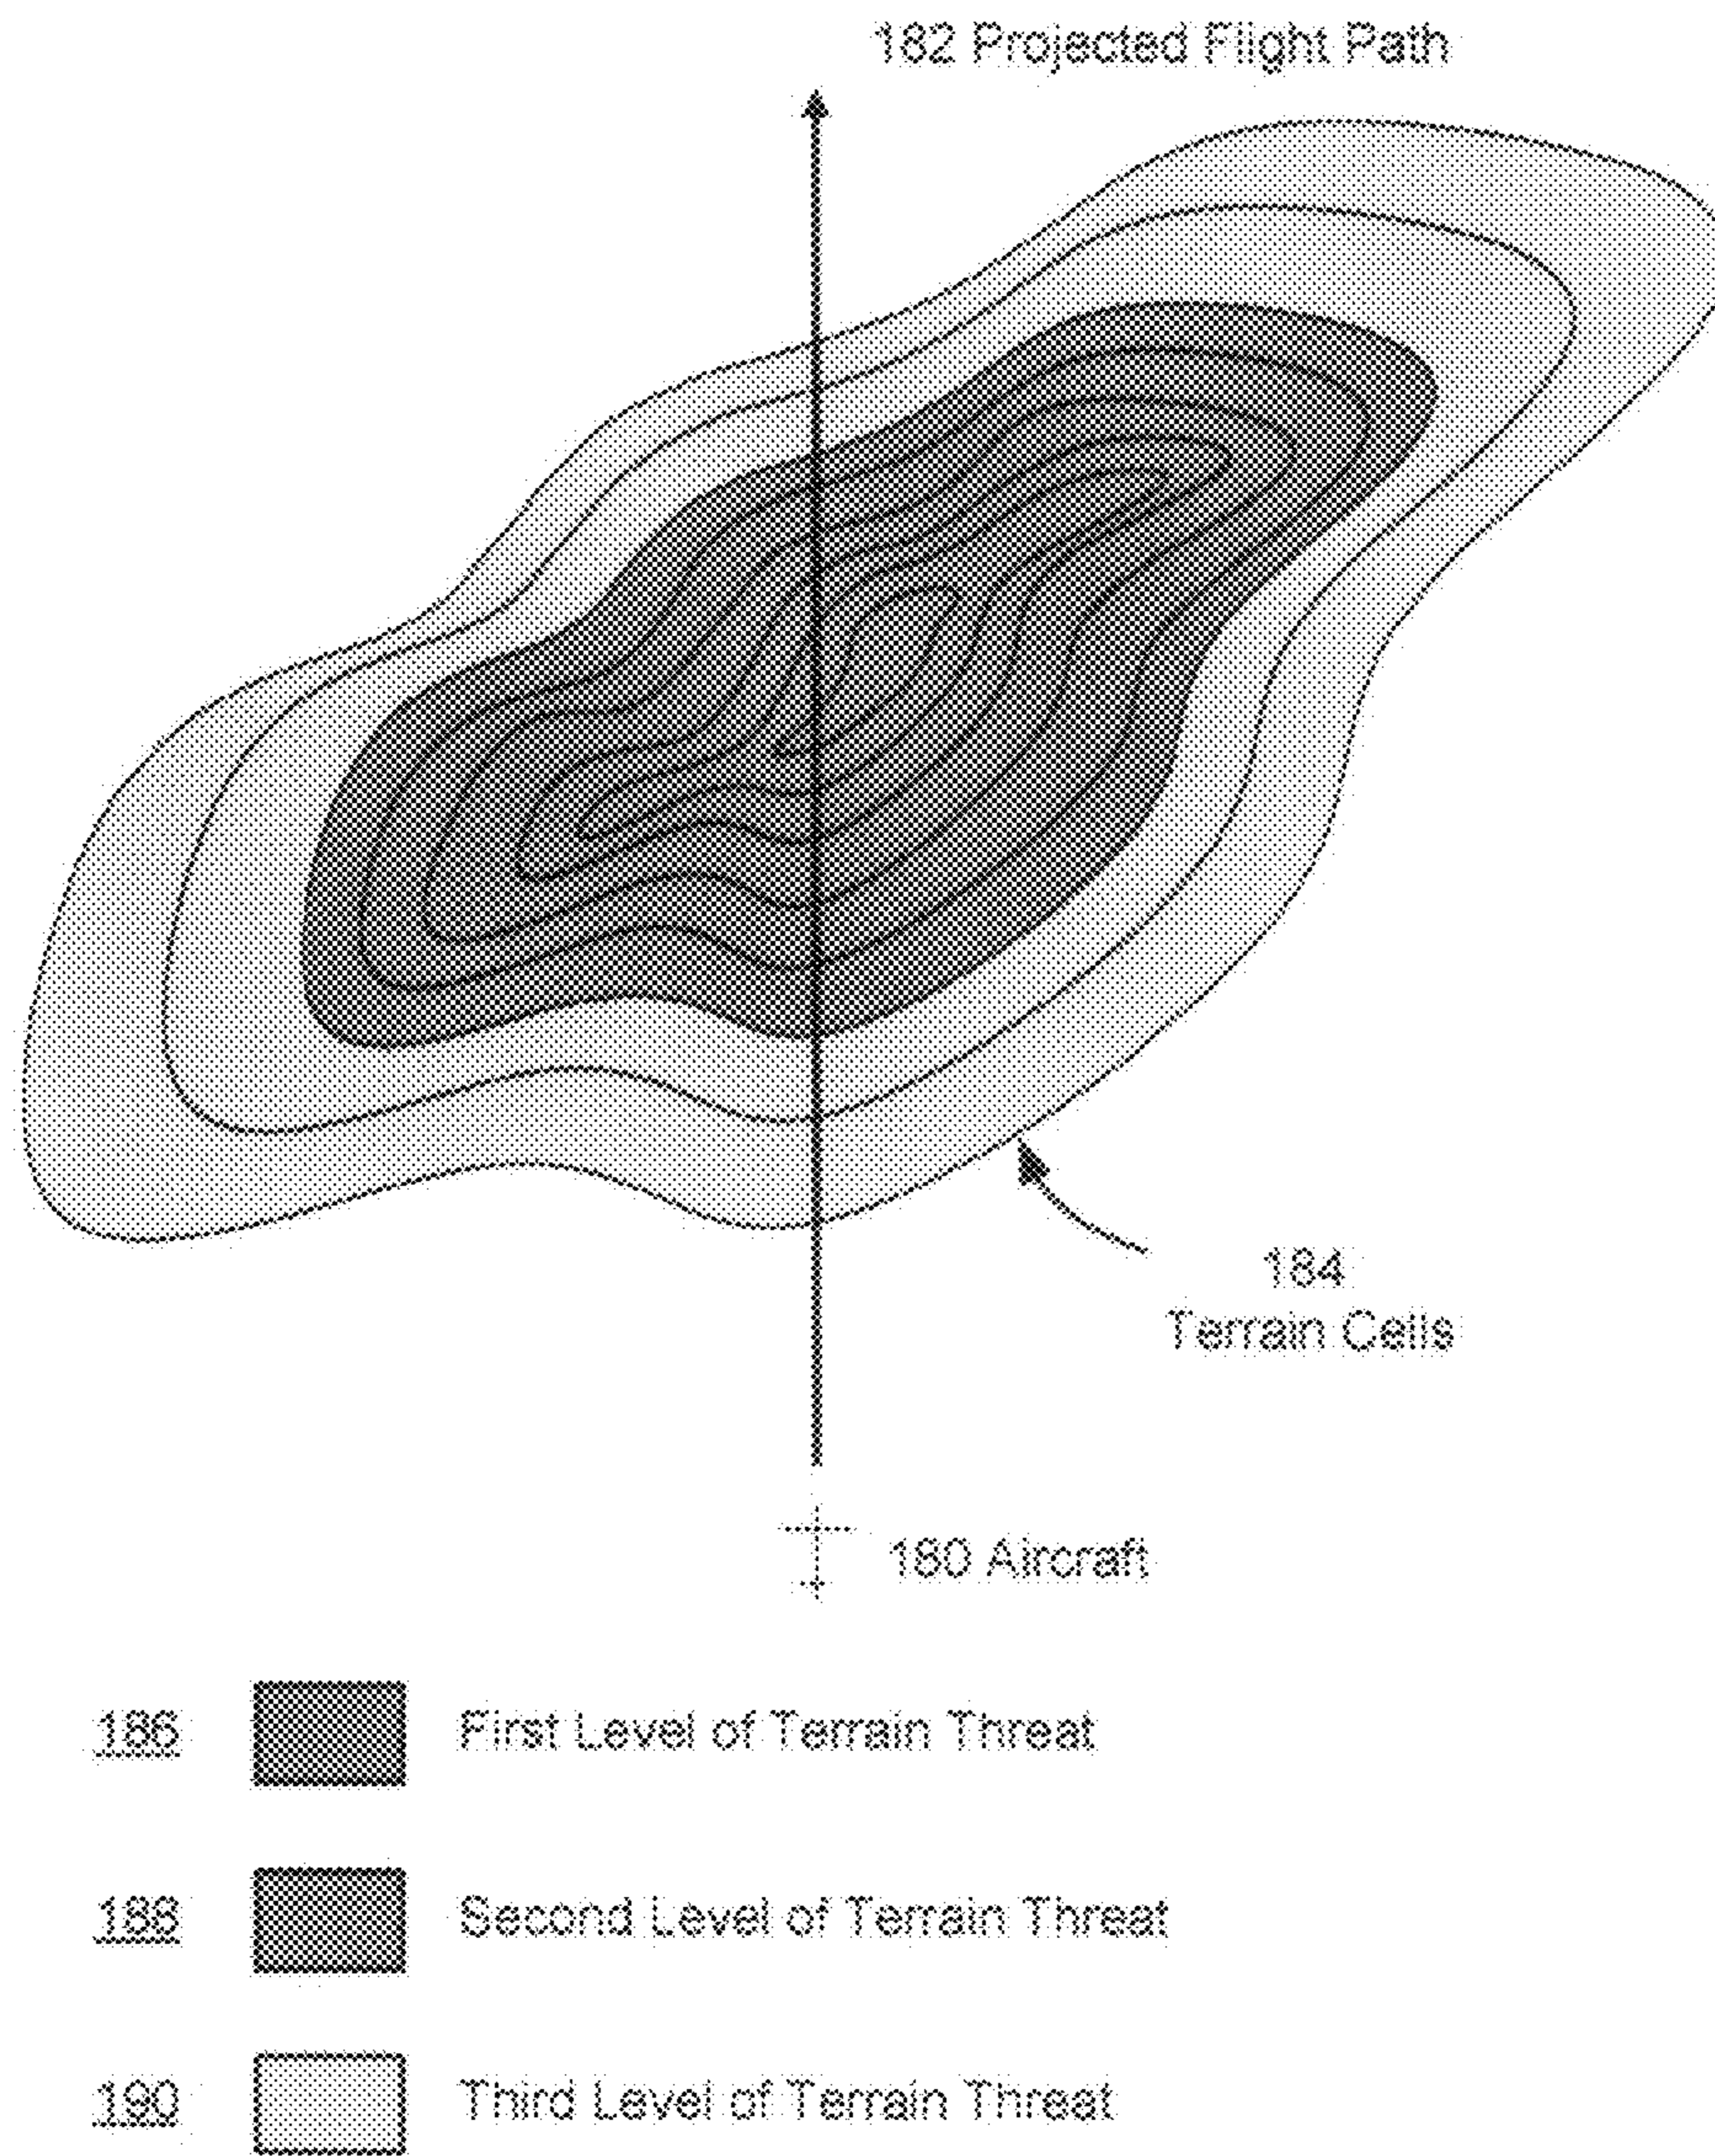 182 Projected Flight Path
184
Terrain Cells
180 Aircraft
186 First Level of Terrain Threat
188 Second Level of Terrain Threat
190 Third Level of Terrain Threat